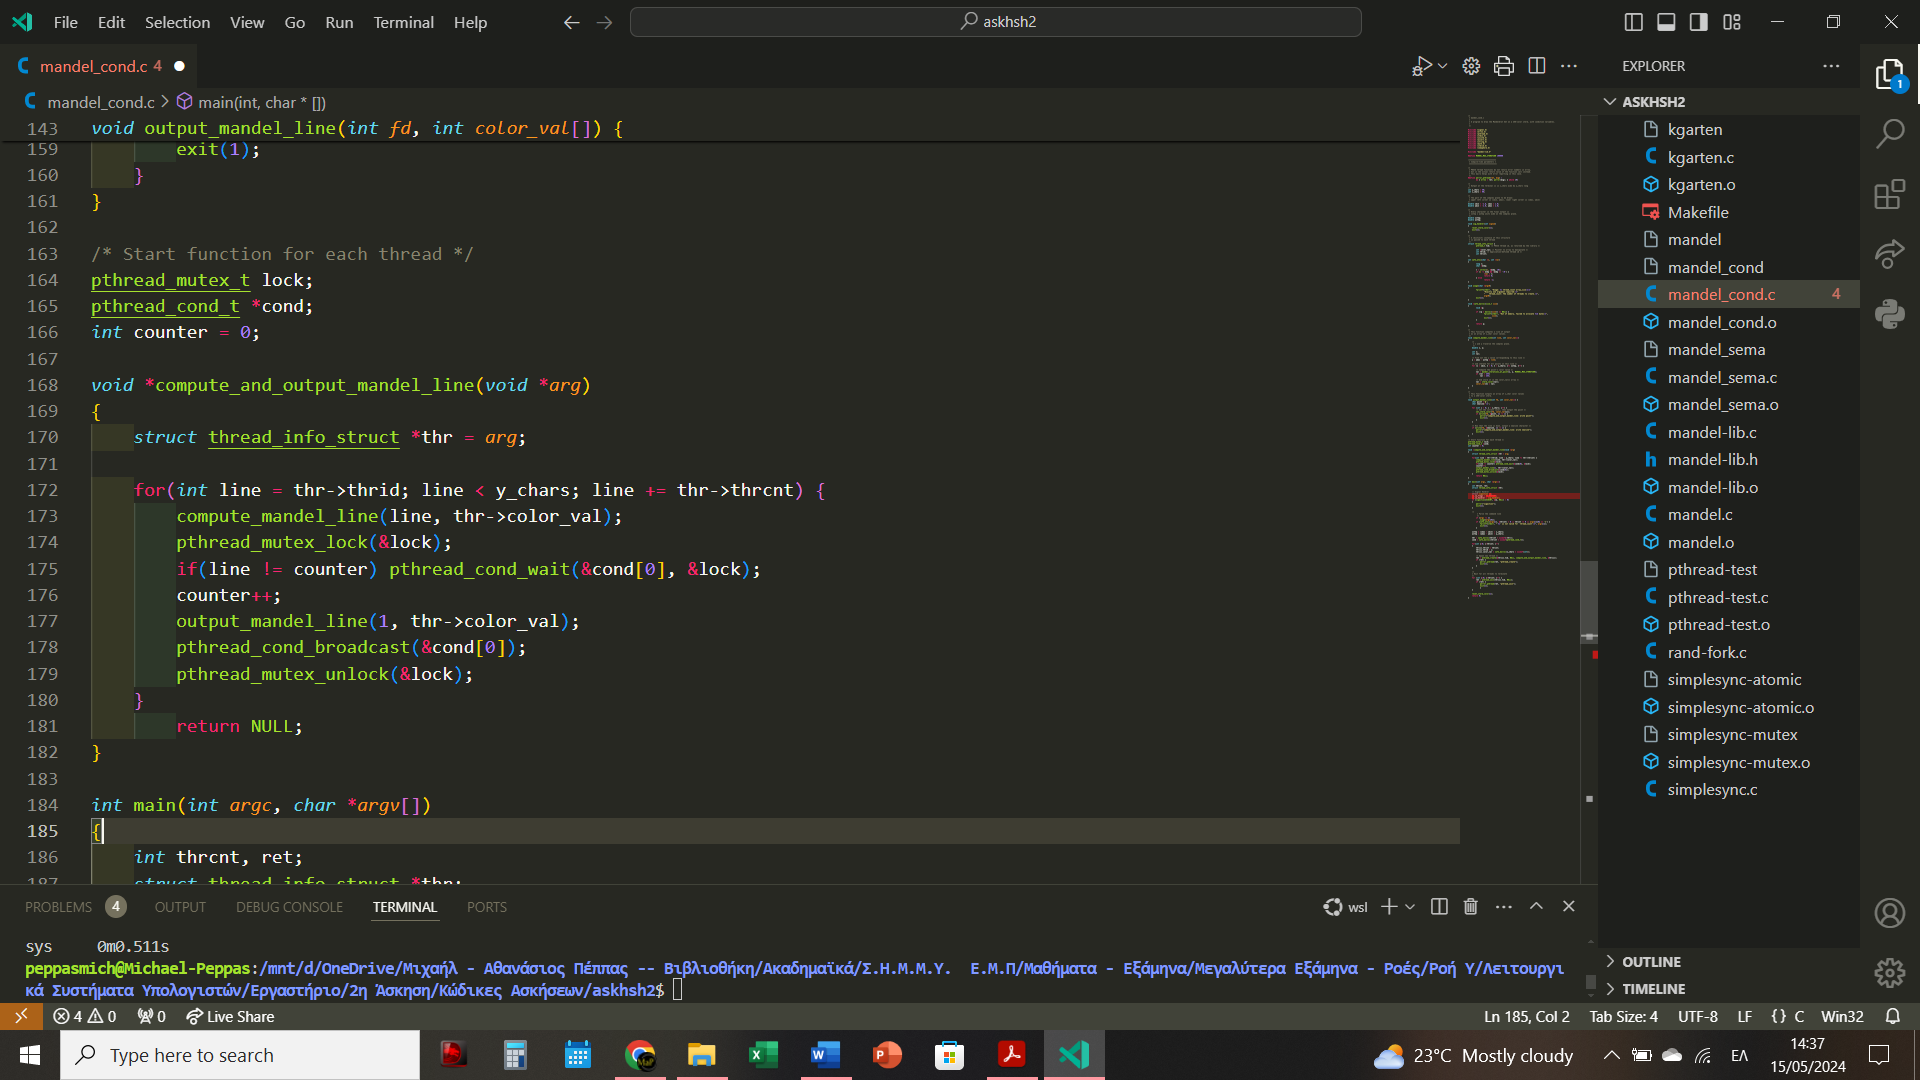 File Edit Selection View Go Run Terminal Help
askhsh2
mandel_cond.c 4
mandel_cond.c > main(int, char * [])
143 void output_mandel_line(int fd, int color_val[]) {
159 exit(1);
160 }
161 }
162
163 /* Start function for each thread */
164 pthread_mutex_t lock;
165 pthread_cond_t *cond;
166 int counter = 0;
167
168 void *compute_and_output_mandel_line(void *arg)
169 {
170 struct thread_info_struct *thr = arg;
171
172 for(int line = thr->thrid; line < y_chars; line += thr->thrcnt) {
173 compute_mandel_line(line, thr->color_val);
174 pthread_mutex_lock(&lock);
175 if(line != counter) pthread_cond_wait(&cond[0], &lock);
176 counter++;
177 output_mandel_line(1, thr->color_val);
178 pthread_cond_broadcast(&cond[0]);
179 pthread_mutex_unlock(&lock);
180 }
181 return NULL;
182 }
183
184 int main(int argc, char *argv[])
185 {
186 int thrcnt, ret;
187 struct thread_info_struct *thr;
PROBLEMS 4 OUTPUT DEBUG CONSOLE TERMINAL PORTS
wsl
sys 0m0.511s
peppasmich@Michael-Peppas:/mnt/d/OneDrive/Μιχαήλ - Αθανάσιος Πέππας -- Βιβλιοθήκη/Ακαδημαϊκά/Σ.Η.Μ.Μ.Υ. Ε.Μ.Π/Μαθήματα - Εξάμηνα/Μεγαλύτερα Εξάμηνα - Ροές/Ροή Υ/Λειτουργι
κά Συστήματα Υπολογιστών/Εργαστήριο/2η Άσκηση/Κώδικες Ασκήσεων/askhsh2$
EXPLORER
ASKHSH2
kgarten
kgarten.c
kgarten.o
Makefile
mandel
mandel_cond
mandel_cond.c 4
mandel_cond.o
mandel_sema
mandel_sema.c
mandel_sema.o
mandel-lib.c
mandel-lib.h
mandel-lib.o
mandel.c
mandel.o
pthread-test
pthread-test.c
pthread-test.o
rand-fork.c
simplesync-atomic
simplesync-atomic.o
simplesync-mutex
simplesync-mutex.o
simplesync.c
OUTLINE
TIMELINE
1
4 0 0 Live Share
Ln 185, Col 2 Tab Size: 4 UTF-8 LF {} C Win32
Type here to search
23°C Mostly cloudy
ΕΛ
14:37
15/05/2024